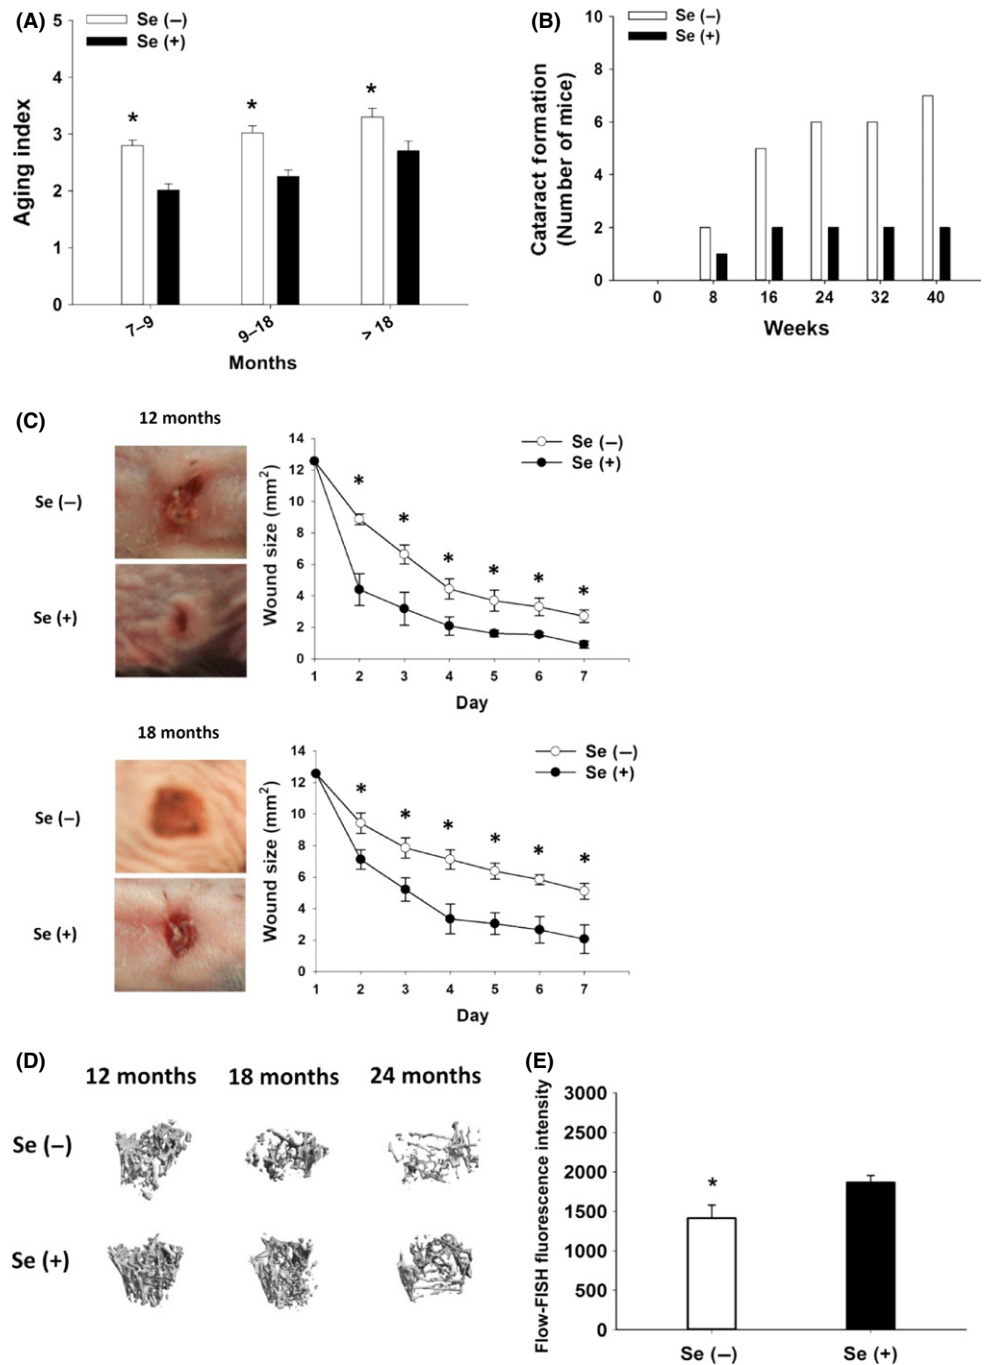 (A)
Se (–)
Se (+)
Aging index
5
4
3
2
1
0
*
*
*
7–9
9–18
> 18
Months
(B)
Se (–)
Se (+)
Cataract formation
(Number of mice)
10
8
6
4
2
0
0 8 16 24 32 40
Weeks
(C)
12 months
Se (–)
Se (+)
Wound size (mm²)
14
12
10
8
6
4
2
0
Se (–)
Se (+)
* * * * * *
1 2 3 4 5 6 7
Day
18 months
Se (–)
Se (+)
Wound size (mm²)
14
12
10
8
6
4
2
0
Se (–)
Se (+)
* * * * * *
1 2 3 4 5 6 7
Day
(D)
12 months 18 months 24 months
Se (–)
Se (+)
(E)
Flow-FISH fluorescence intensity
3000
2500
2000
1500
1000
500
0
*
Se (–) Se (+)